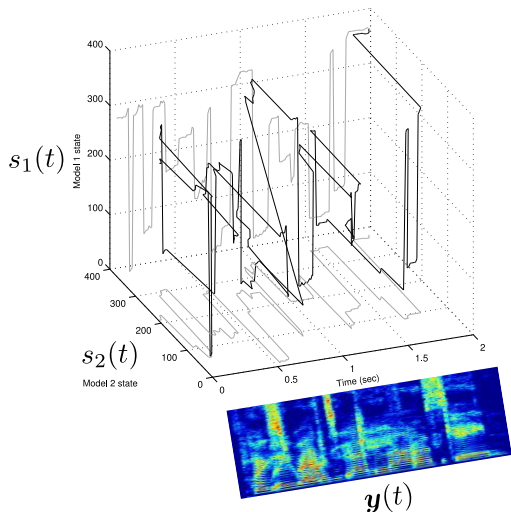 400
300
200
100
0
s₁(t)
Model 1 state
400
300
200
100
0
s₂(t)
Model 2 state
0
0.5
1
1.5
2
Time (sec)
y(t)